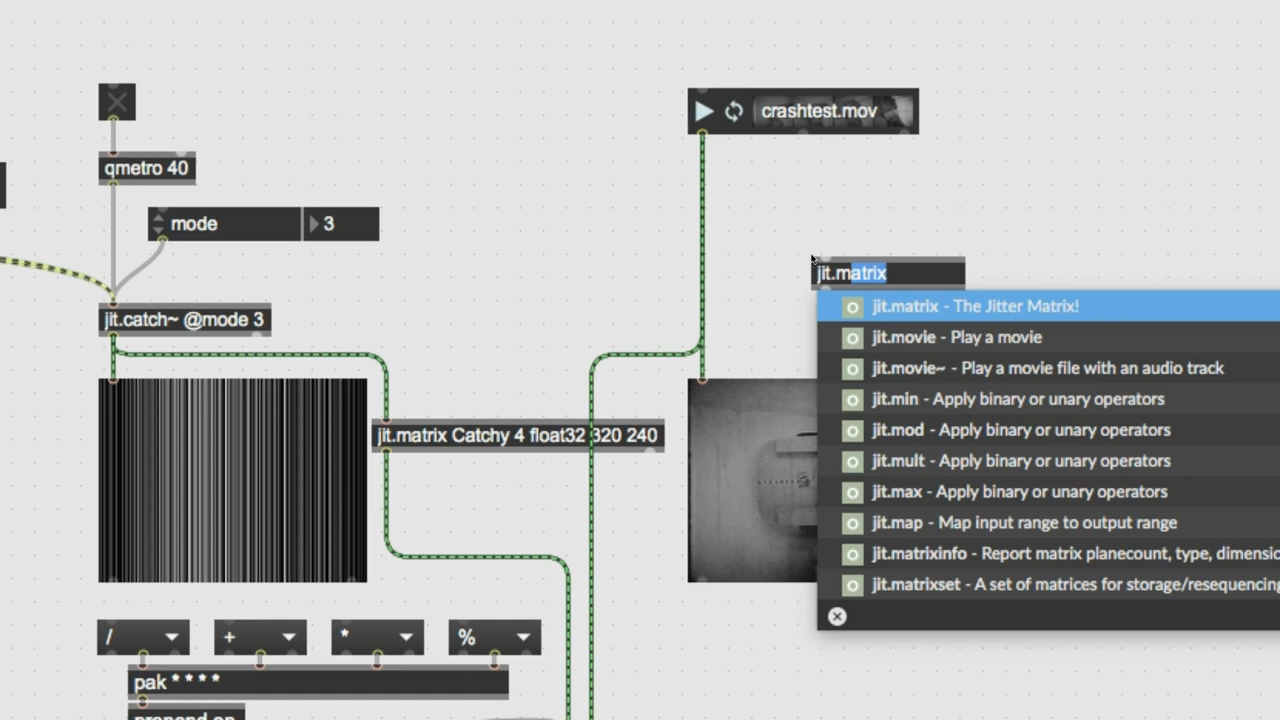 crashtest.mov
qmetro 40
mode
3
jit.matrix
jit.catch~ @mode 3
jit.matrix - The Jitter Matrix!
jit.movie - Play a movie
jit.movie~ - Play a movie file with an audio track
jit.min - Apply binary or unary operators
jit.mod - Apply binary or unary operators
jit.mult - Apply binary or unary operators
jit.max - Apply binary or unary operators
jit.map - Map input range to output range
jit.matrixinfo - Report matrix planecount, type, dimensio
jit.matrixset - A set of matrices for storage/resequencing
jit.matrix Catchy 4 float32 320 240
/ + * %
pak * * * *
prepend op